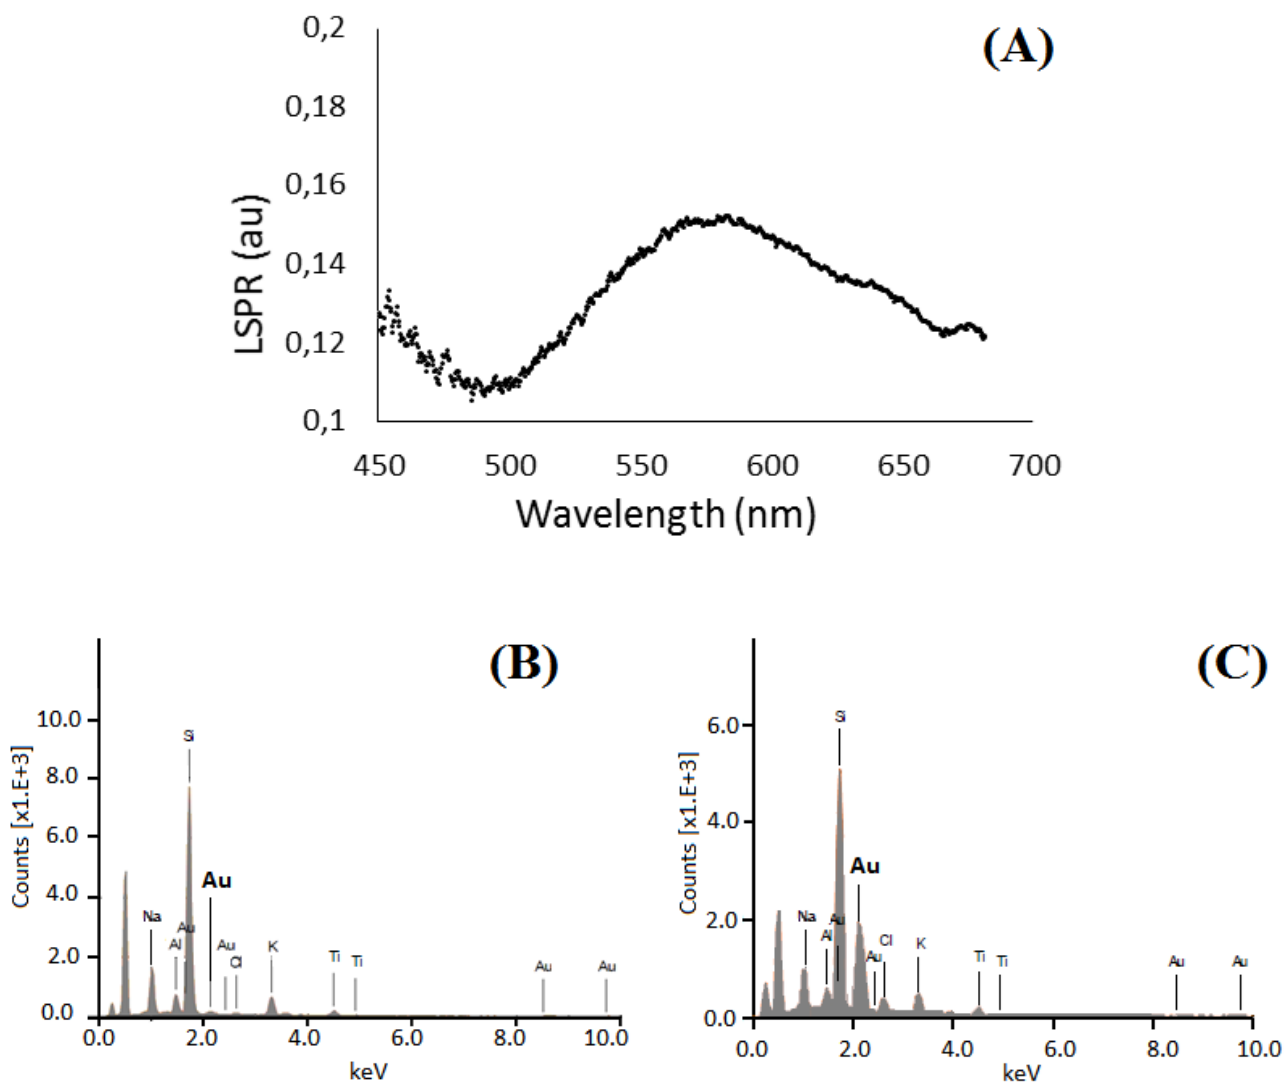 (A)
0,2
0,18
0,16
0,14
0,12
0,1
LSPR (au)
450 500 550 600 650 700
Wavelength (nm)
(B)
10.0
8.0
6.0
4.0
2.0
0.0
Counts [x1.E+3]
Si
Au
Na
Au
Al
Au
Cl
K
Ti
Ti
Au
Au
0.0 2.0 4.0 6.0 8.0 10.0
keV
(C)
6.0
4.0
2.0
0.0
Counts [x1.E+3]
Si
Au
Na
Au
Al
Au
Cl
K
Ti
Ti
Au
Au
0.0 2.0 4.0 6.0 8.0 10.0
keV